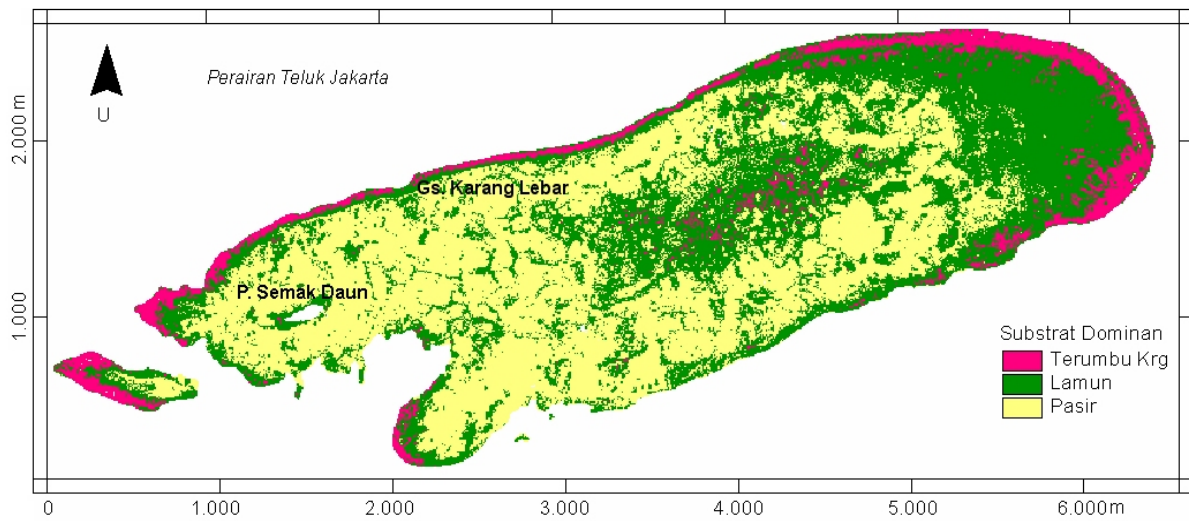 Perairan Teluk Jakarta
U
2.000 m
Gs. Karang Lebar
P. Semak Daun
1.000
Substrat Dominan
Terumbu Krg
Lamun
Pasir
0 1.000 2.000 3.000 4.000 5.000 6.000 m